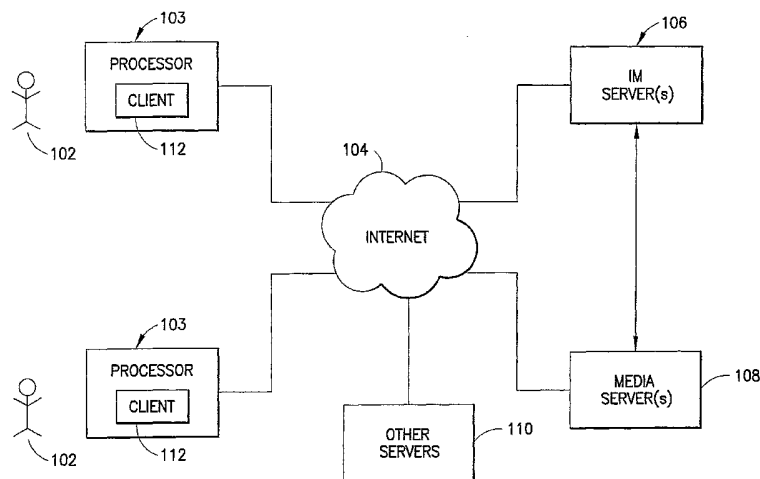 103
PROCESSOR
CLIENT
102
112
106
IM
SERVER(s)
104
INTERNET
103
PROCESSOR
CLIENT
102
112
MEDIA
SERVER(s)
108
OTHER
SERVERS
110